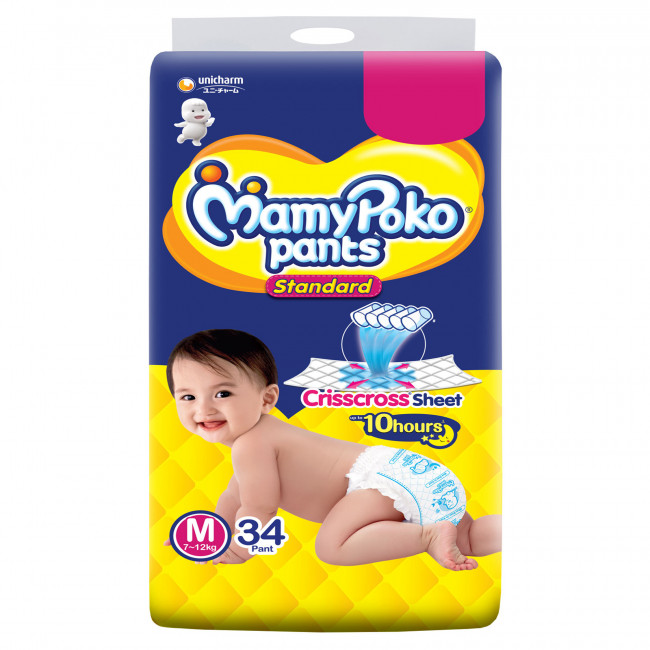 unicharm
ユニ・チャーム
MamyPoko®
pants
Standard
Crisscross Sheet
up to 10hours
M
7~12kg
34
Pant